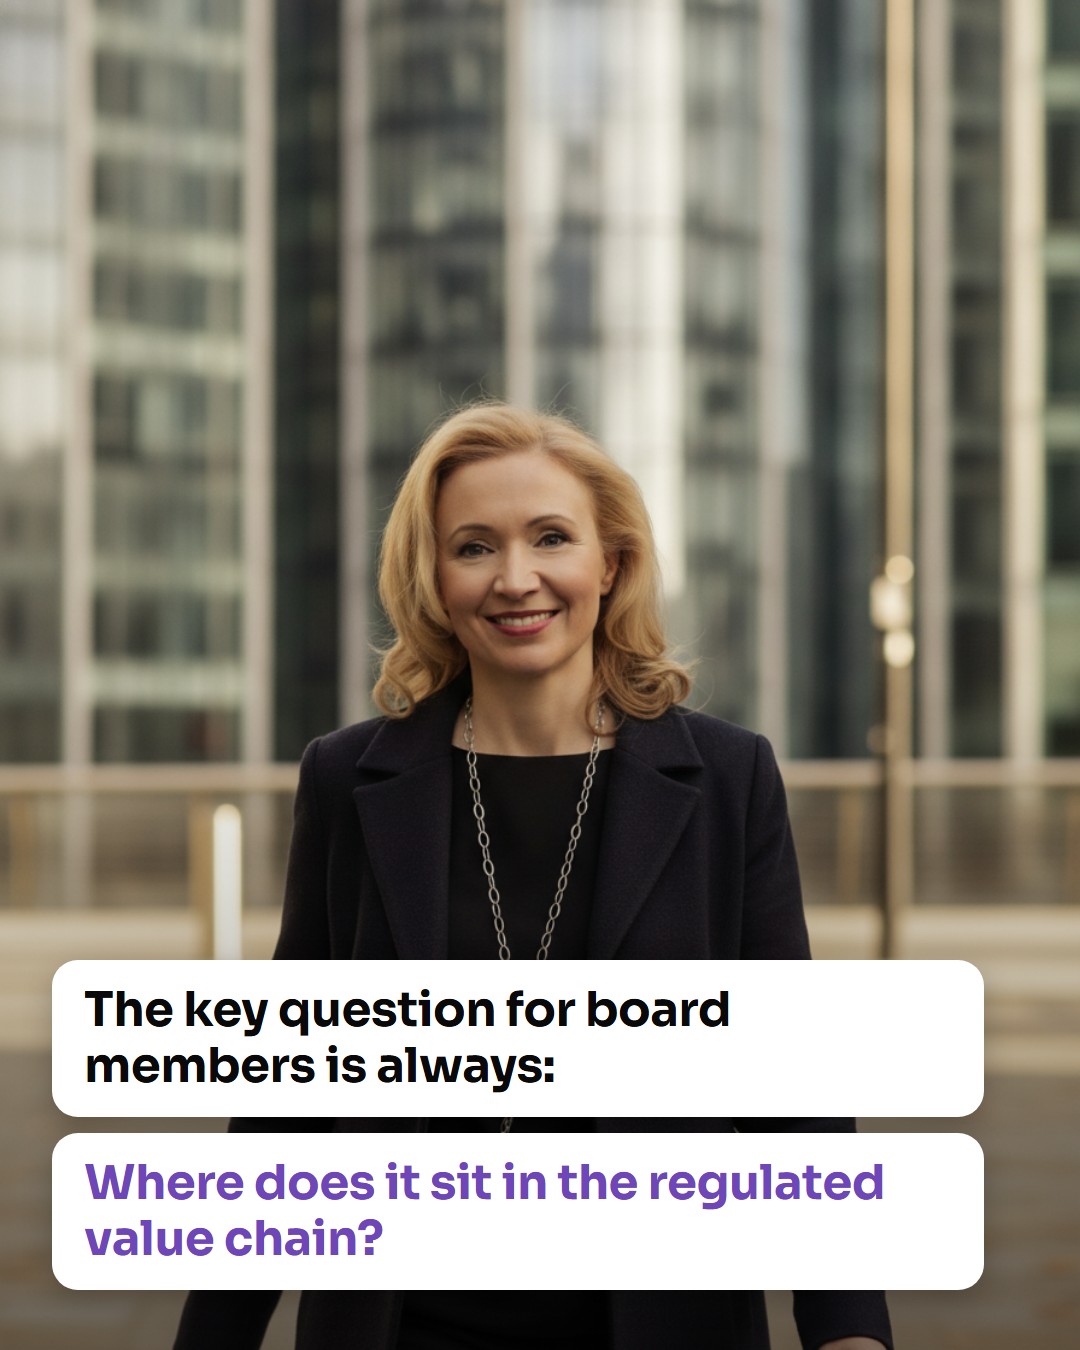 The key question for board
members is always:
Where does it sit in the regulated
value chain?